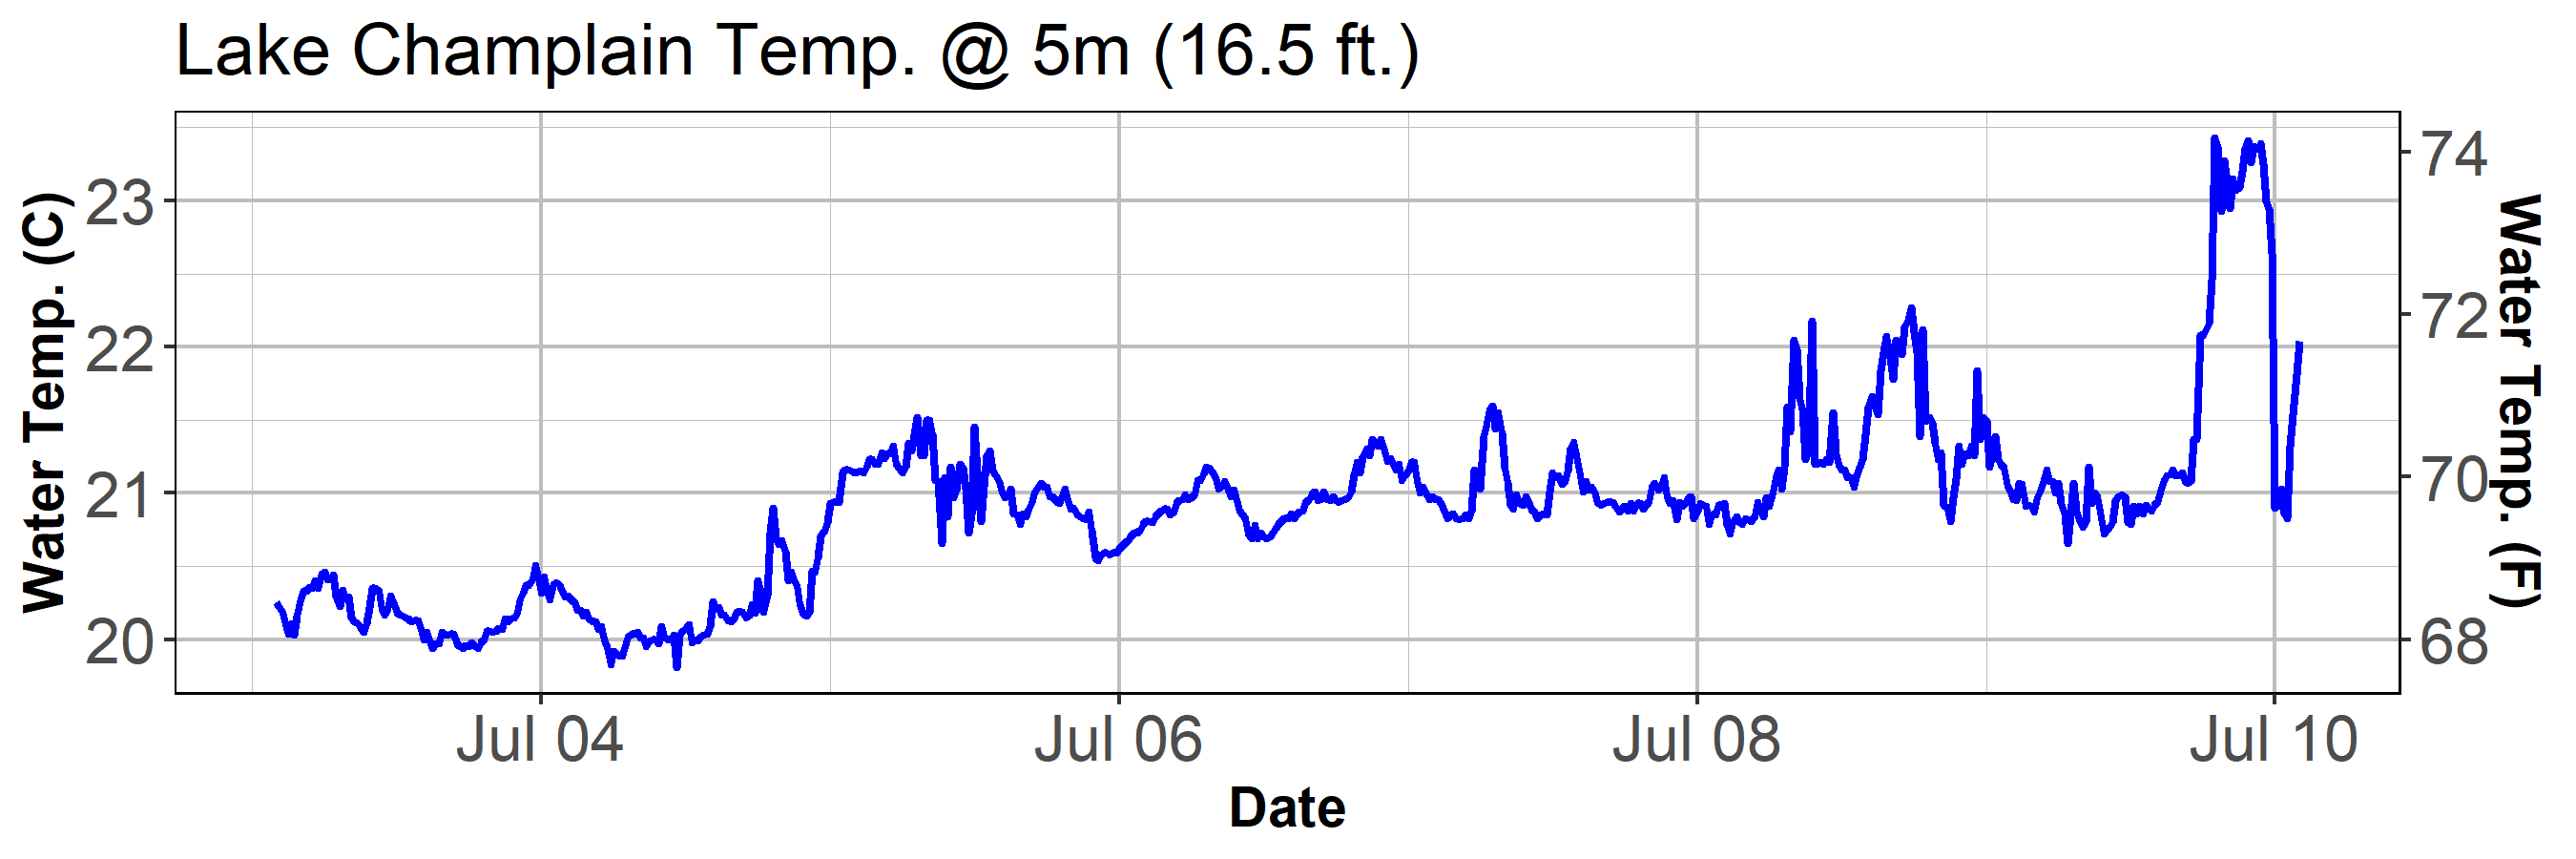 Lake Champlain Temp. @ 5m (16.5 ft.)
Water Temp. (C)
23
22
21
20
74
72
70
68
Water Temp. (F)
Jul 04
Jul 06
Jul 08
Jul 10
Date